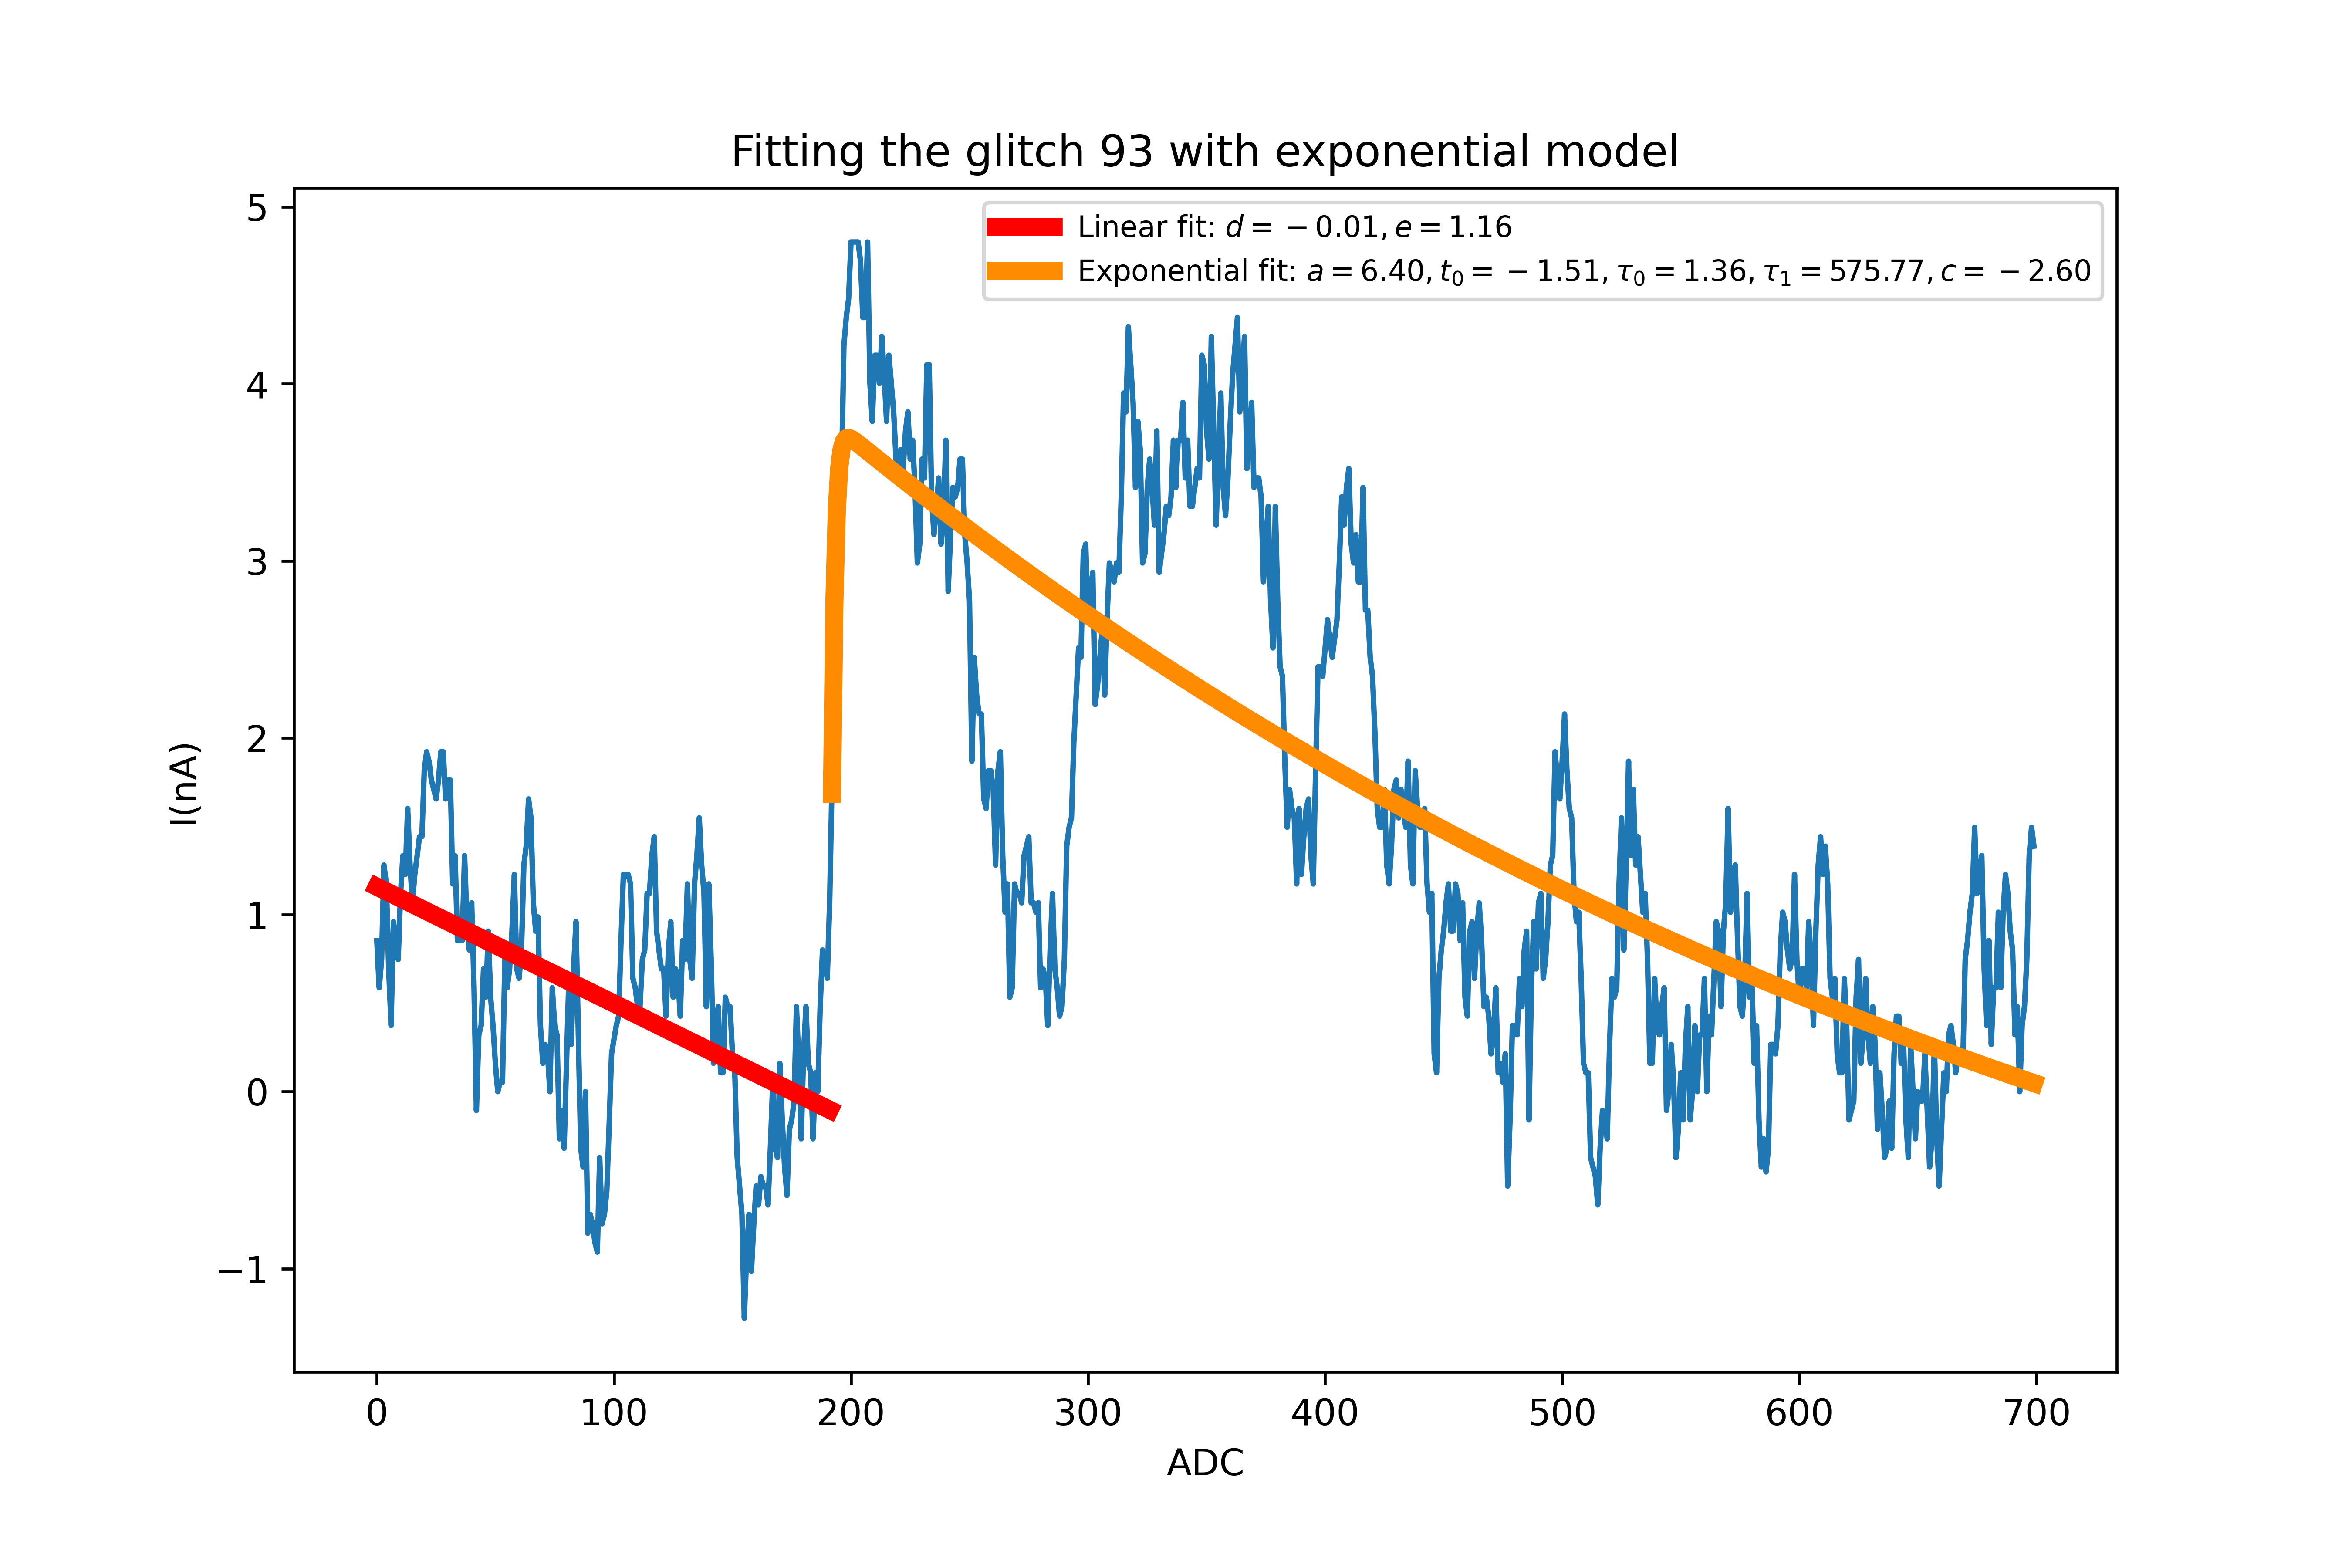 Fitting the glitch 93 with exponential model
Linear fit: d = −0.01, e = 1.16
Exponential fit: a = 6.40, t₀ = −1.51, τ₀ = 1.36, τ₁ = 575.77, c = −2.60
5
4
3
2
1
0
−1
I(nA)
0 100 200 300 400 500 600 700
ADC